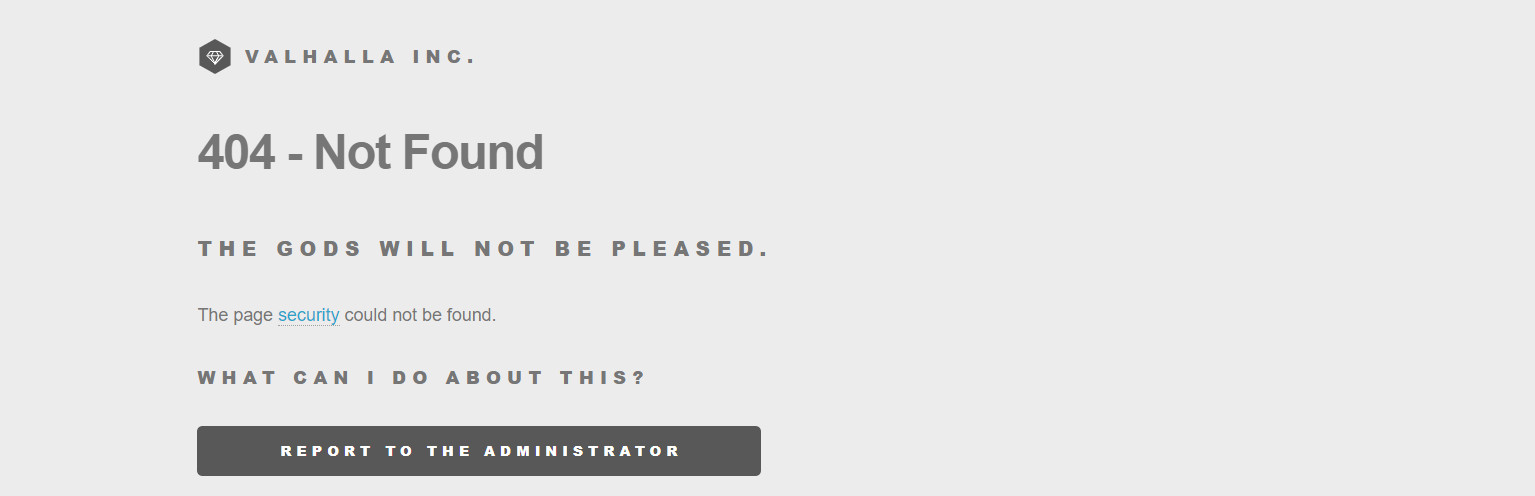 VALHALLA INC.
404 - Not Found
THE GODS WILL NOT BE PLEASED.
The page security could not be found.
WHAT CAN I DO ABOUT THIS?
REPORT TO THE ADMINISTRATOR